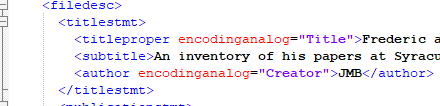 <filedesc>
<titlestmt>
<titleproper encodinganalog="Title">Frederic a
<subtitle>An inventory of his papers at Syracu
<author encodinganalog="Creator">JMB</author>
</titlestmt>